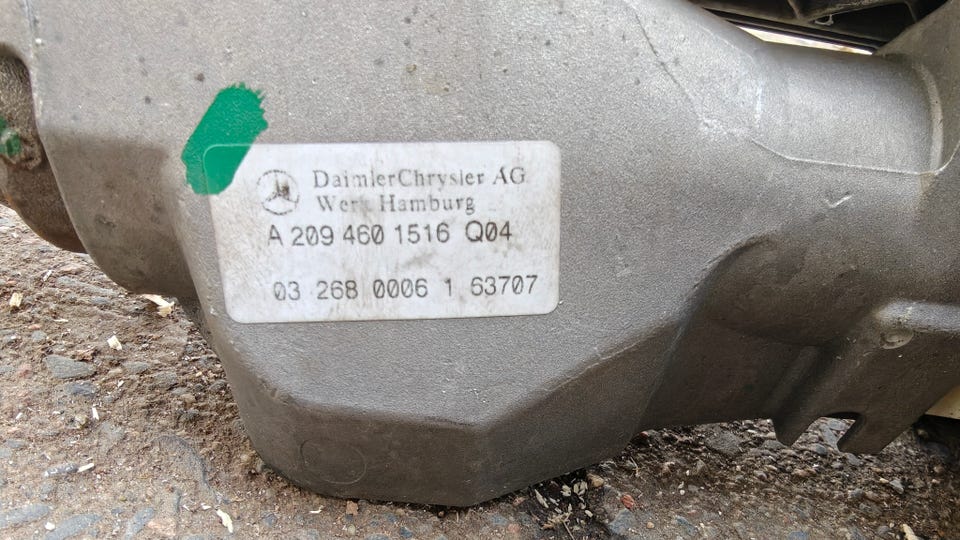 DaimlerChrysler AG
Werk Hamburg
A 209 460 1516 Q04
03 268 0006 1 63707